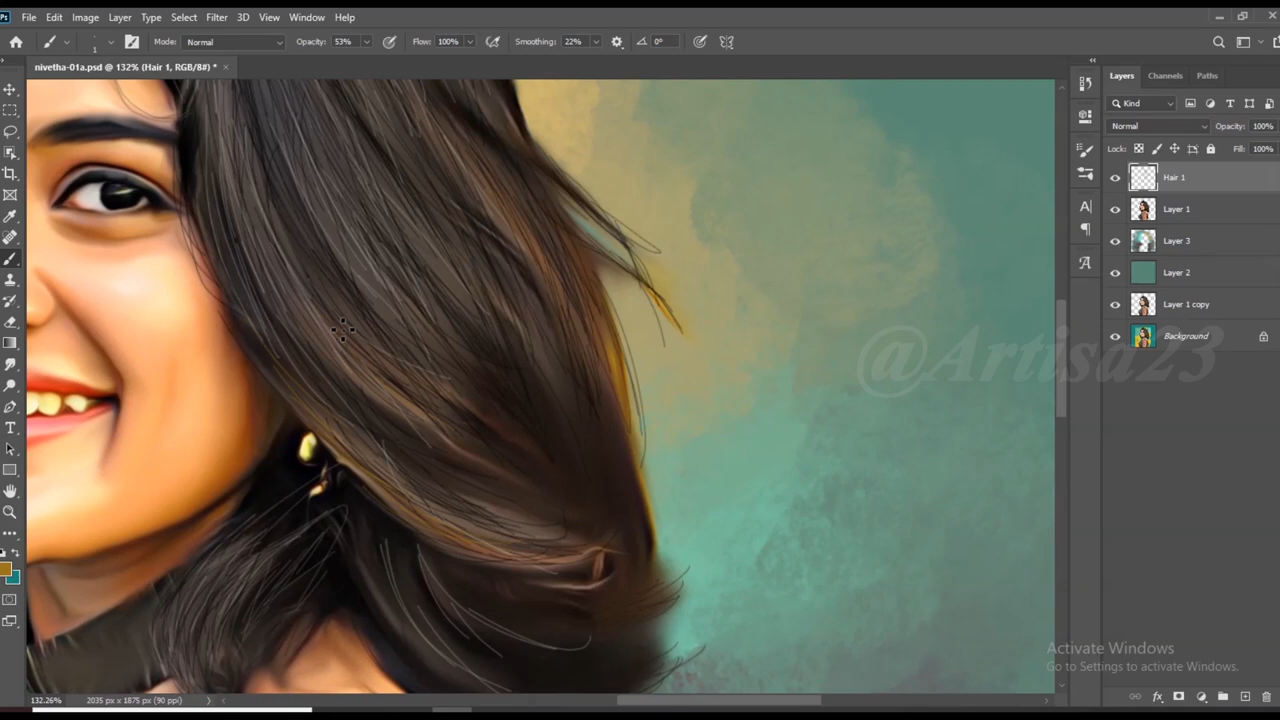 Ps File Edit Image Layer Type Select Filter 3D View Window Help
1 Mode: Normal Opacity: 53% Flow: 100% Smoothing: 22% 0°
nivetha-01a.psd @ 132% (Hair 1, RGB/8#) * ×
Layers Channels Paths
Kind
Normal Opacity: 100%
Lock: Fill: 100%
Hair 1
Layer 1
Layer 3
Layer 2
Layer 1 copy
Background
@Artisa23
Activate Windows
Go to Settings to activate Windows.
132.26% 2035 px x 1875 px (90 ppi)